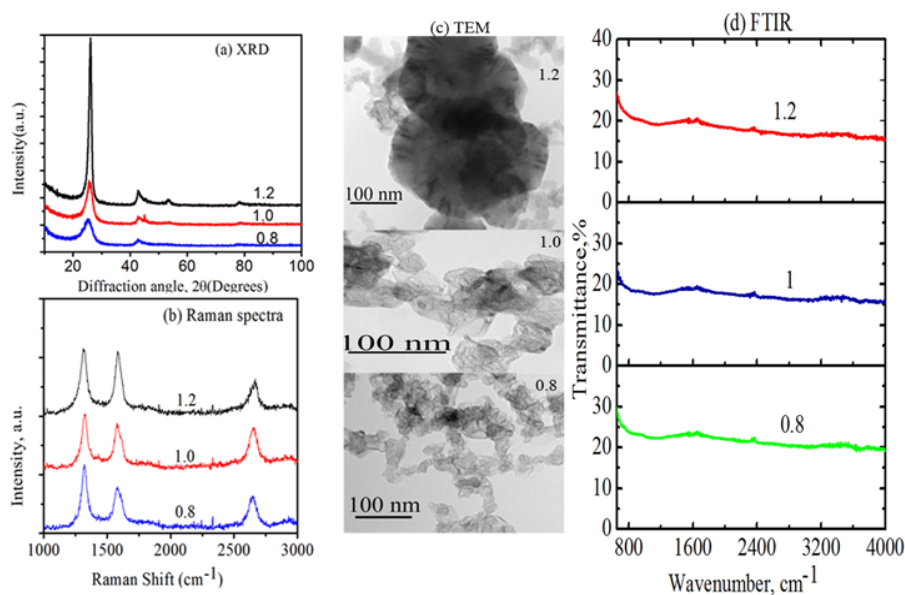 (a) XRD
Intensity(a.u.)
1.2
1.0
0.8
20 40 60 80 100
Diffraction angle, 2θ(Degrees)
(b) Raman spectra
Intensity, a.u.
1.2
1.0
0.8
1000 1500 2000 2500 3000
Raman Shift (cm-1)
(c) TEM
1.2
100 nm
1.0
100 nm
0.8
100 nm
(d) FTIR
Transmittance,%
40
30
20
10
0
1.2
30
20
10
0
1
30
20
10
0
0.8
800 1600 2400 3200 4000
Wavenumber, cm-1